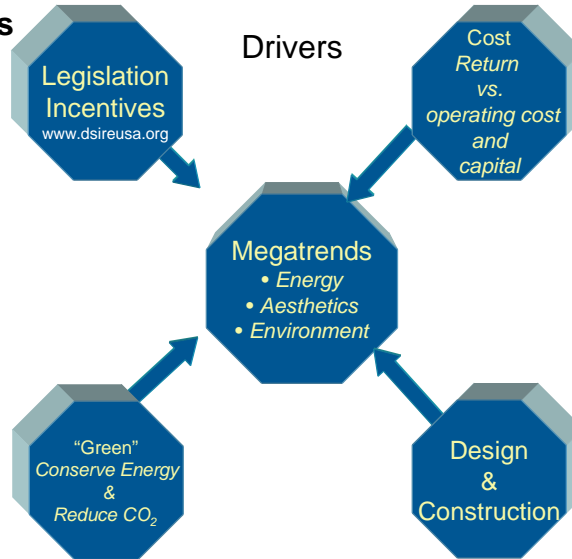 s
Drivers
Legislation
Incentives
www.dsireusa.org
Cost
Return
vs.
operating cost
and
capital
Megatrends
• Energy
• Aesthetics
• Environment
“Green”
Conserve Energy
&
Reduce CO₂
Design
&
Construction